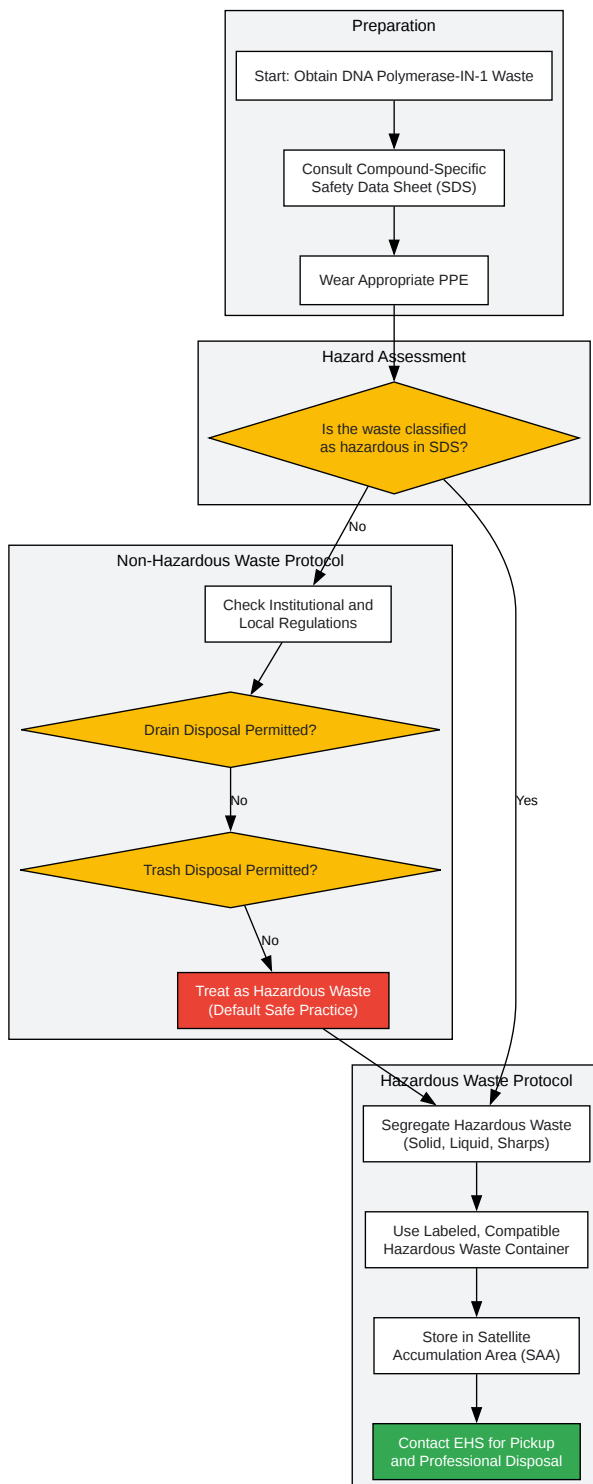 Preparation
Start: Obtain DNA Polymerase-IN-1 Waste
Consult Compound-Specific
Safety Data Sheet (SDS)
Wear Appropriate PPE
Hazard Assessment
Is the waste classified
as hazardous in SDS?
No
Yes
Non-Hazardous Waste Protocol
Check Institutional and
Local Regulations
Drain Disposal Permitted?
No
Trash Disposal Permitted?
No
Treat as Hazardous Waste
(Default Safe Practice)
Hazardous Waste Protocol
Segregate Hazardous Waste
(Solid, Liquid, Sharps)
Use Labeled, Compatible
Hazardous Waste Container
Store in Satellite
Accumulation Area (SAA)
Contact EHS for Pickup
and Professional Disposal